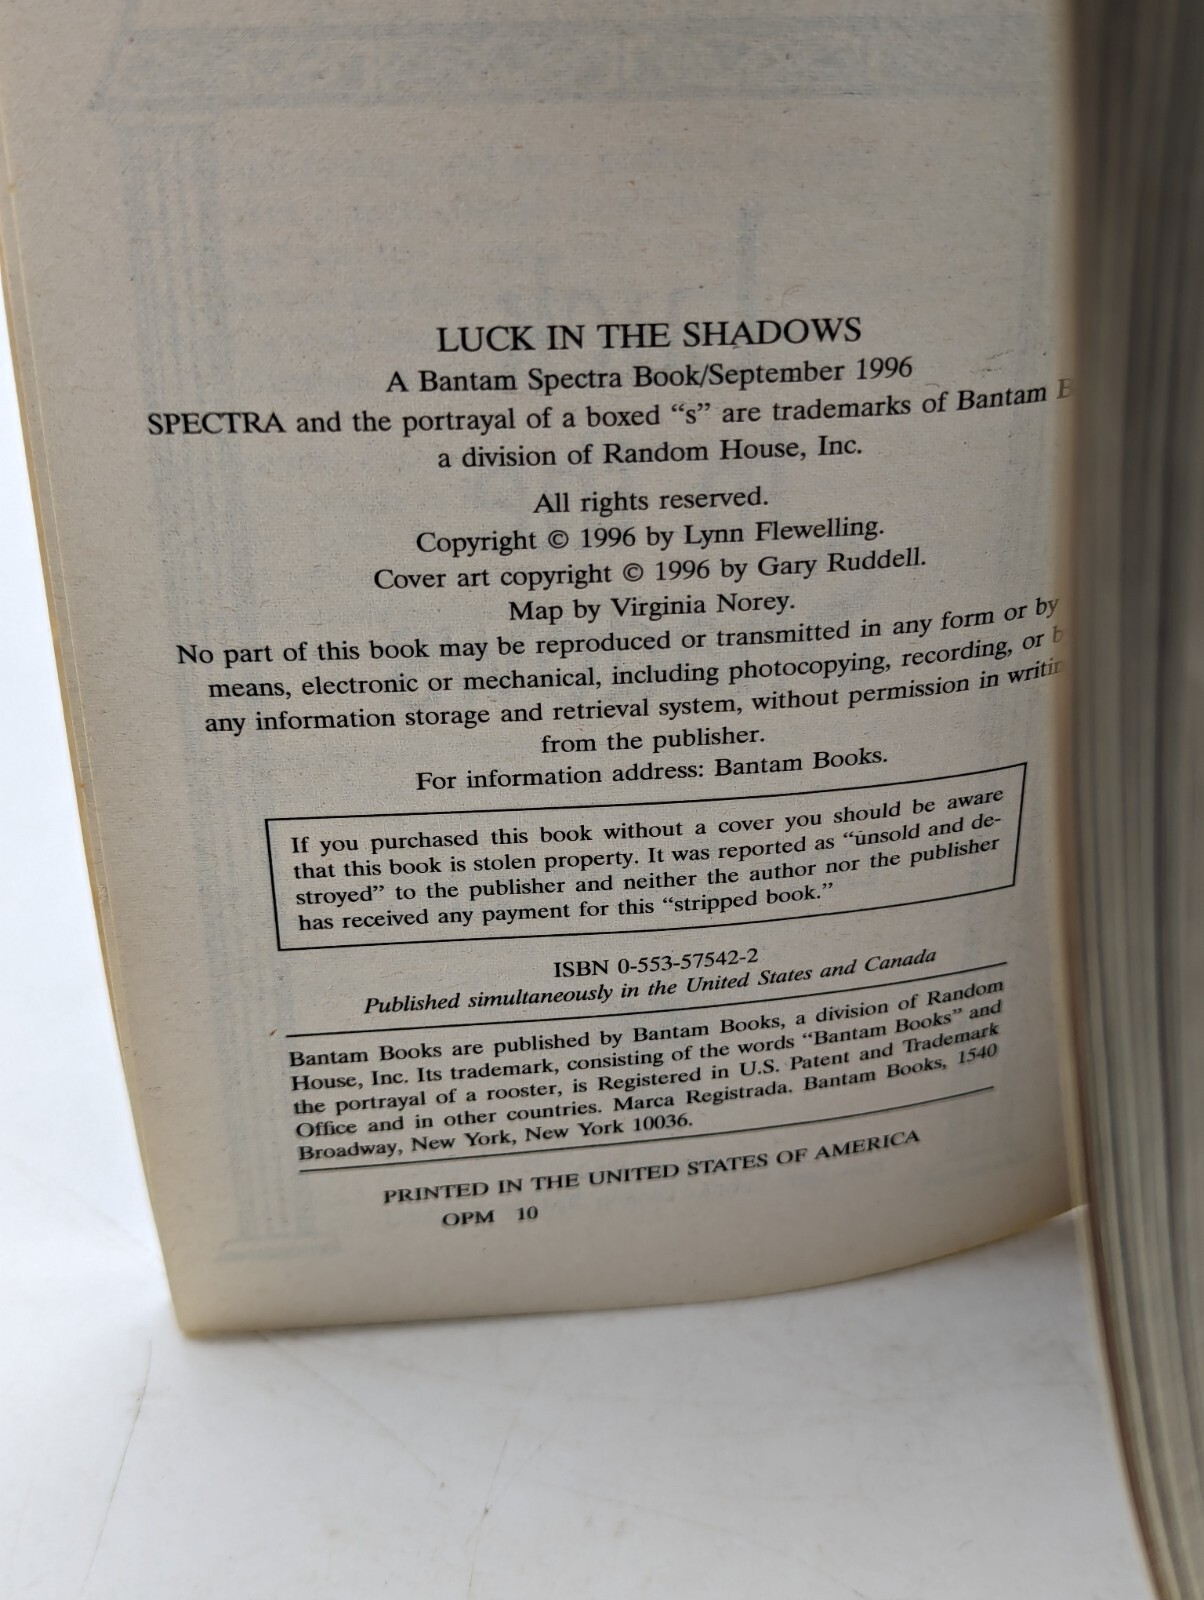 LUCK IN THE SHADOWS
A Bantam Spectra Book/September 1996
SPECTRA and the portrayal of a boxed “s” are trademarks of Bantam
a division of Random House, Inc.
All rights reserved.
Copyright © 1996 by Lynn Flewelling.
Cover art copyright © 1996 by Gary Ruddell.
Map by Virginia Norey.
No part of this book may be reproduced or transmitted in any form or by
means, electronic or mechanical, including photocopying, recording, or
any information storage and retrieval system, without permission in
from the publisher.
For information address: Bantam Books.
If you purchased this book without a cover you should be aware
that this book is stolen property. It was reported as “unsold and de-
stroyed” to the publisher and neither the author nor the publisher
has received any payment for this “stripped book.”
ISBN 0-553-57542-2
Published simultaneously in the United States and Canada
Bantam Books are published by Bantam Books, a division of Random
House, Inc. Its trademark, consisting of the words “Bantam Books” and
the portrayal of a rooster, is Registered in U.S. Patent and Trademark
Office and in other countries. Marca Registrada. Bantam Books, 1540
Broadway, New York, New York 10036.
PRINTED IN THE UNITED STATES OF AMERICA
OPM 10